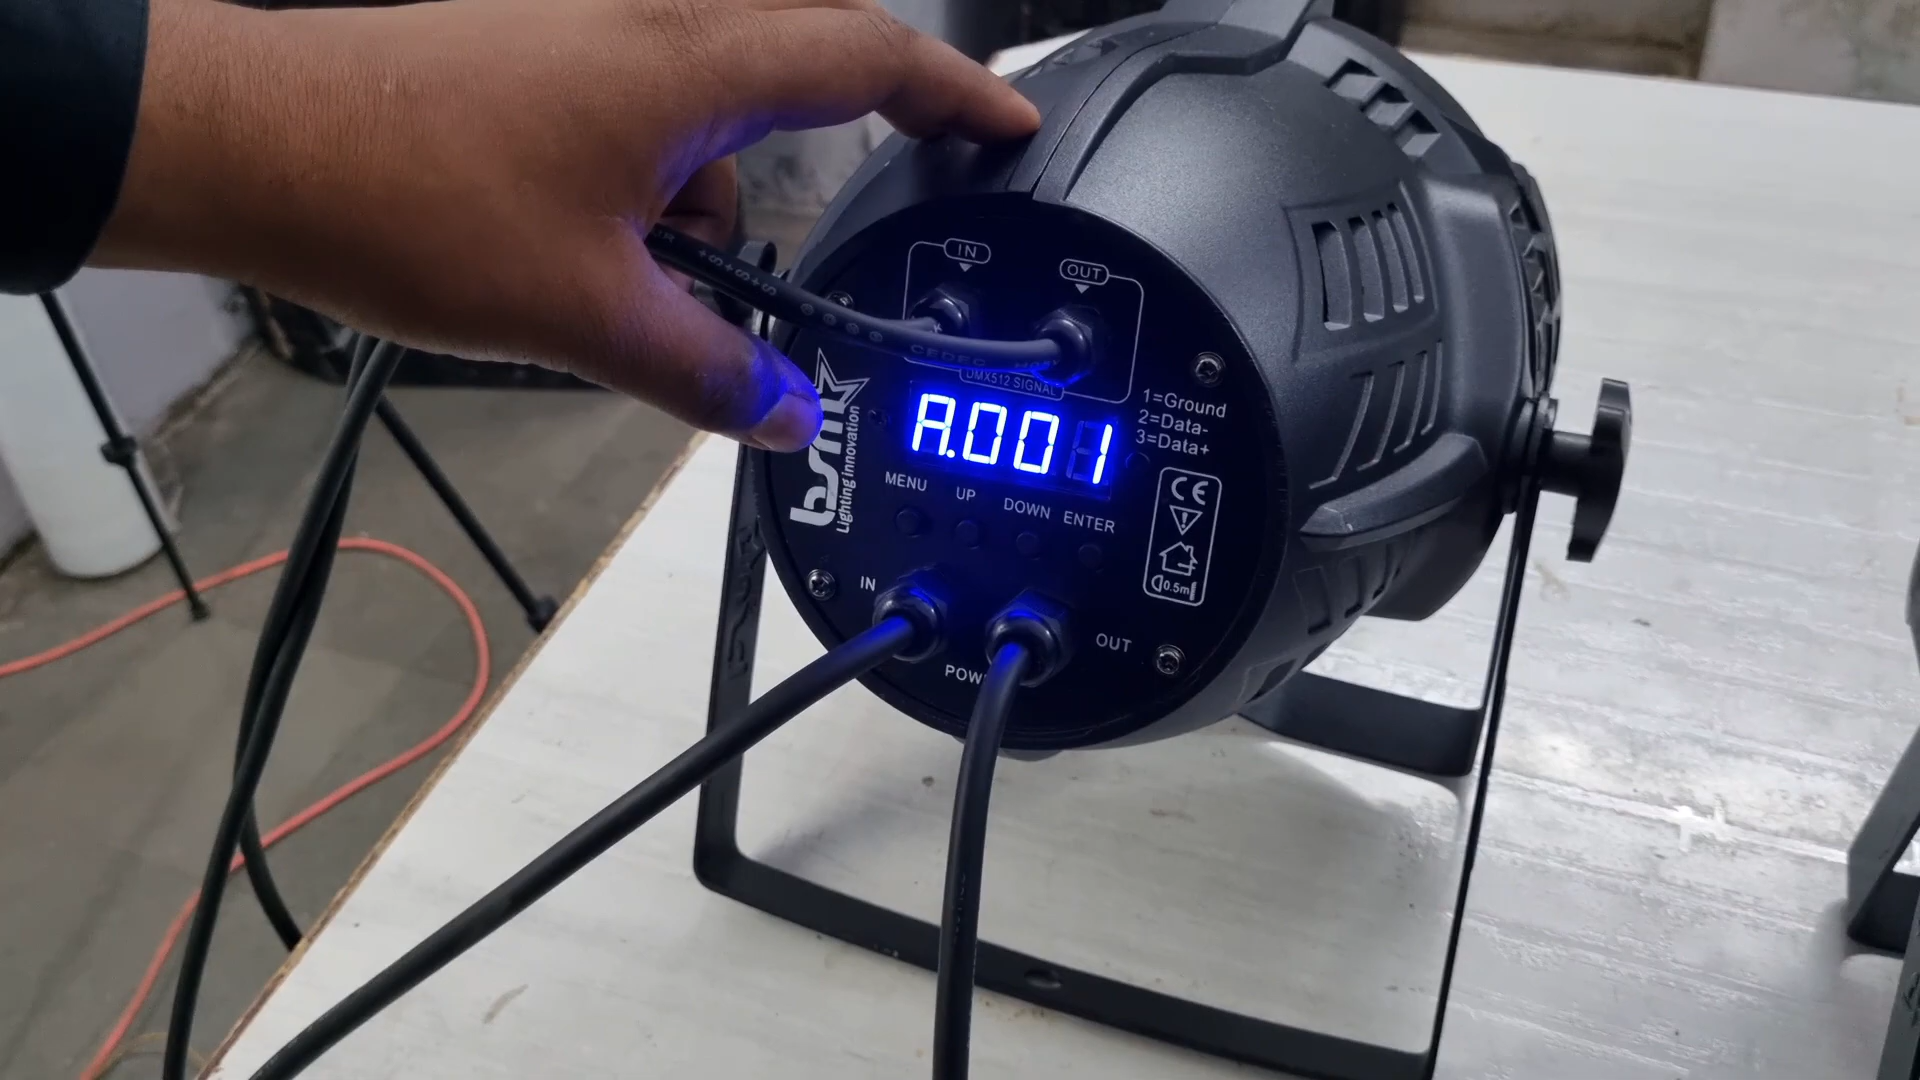 IN
OUT
DMX512 SIGNAL
1=Ground
2=Data-
3=Data+
A.001
bsm
Lighting innovation
MENU UP DOWN ENTER
CE
0.5m
IN
OUT
POW